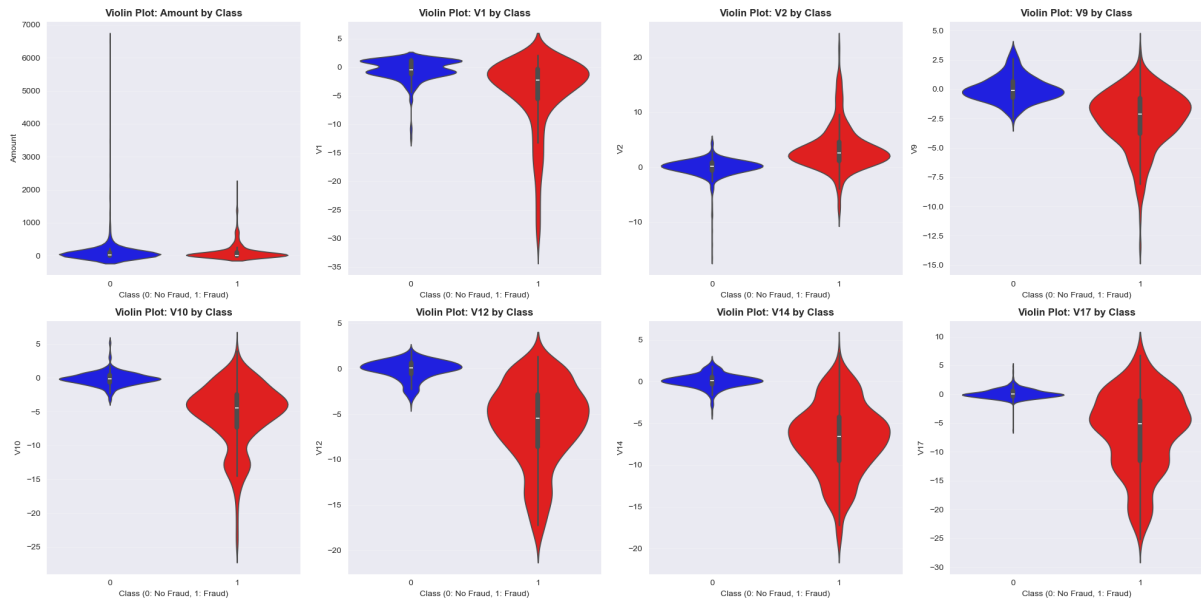 Violin Plot: Amount by Class
Amount
7000
6000
5000
4000
3000
2000
1000
0
0 1
Class (0: No Fraud, 1: Fraud)
Violin Plot: V1 by Class
V1
5
0
−5
−10
−15
−20
−25
−30
−35
0 1
Class (0: No Fraud, 1: Fraud)
Violin Plot: V2 by Class
V2
20
10
0
−10
0 1
Class (0: No Fraud, 1: Fraud)
Violin Plot: V9 by Class
V9
5.0
2.5
0.0
−2.5
−5.0
−7.5
−10.0
−12.5
−15.0
0 1
Class (0: No Fraud, 1: Fraud)
Violin Plot: V10 by Class
V10
5
0
−5
−10
−15
−20
−25
0 1
Class (0: No Fraud, 1: Fraud)
Violin Plot: V12 by Class
V12
5
0
−5
−10
−15
−20
0 1
Class (0: No Fraud, 1: Fraud)
Violin Plot: V14 by Class
V14
5
0
−5
−10
−15
−20
0 1
Class (0: No Fraud, 1: Fraud)
Violin Plot: V17 by Class
V17
10
5
0
−5
−10
−15
−20
−25
−30
0 1
Class (0: No Fraud, 1: Fraud)